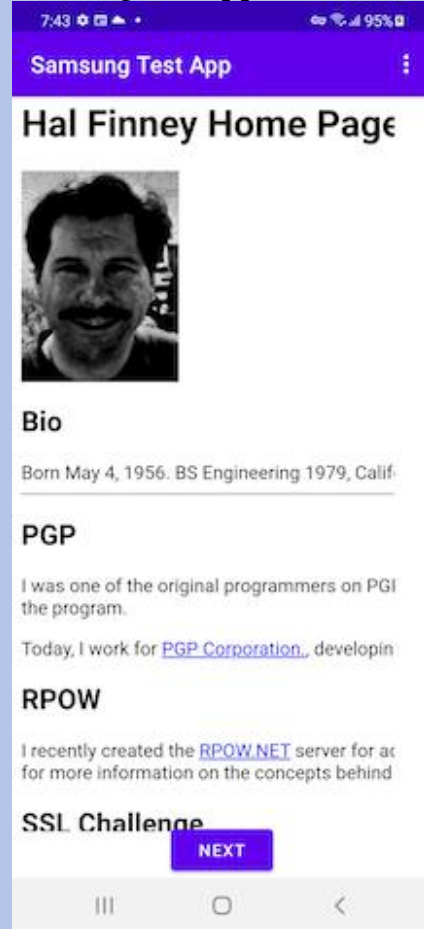 7:43
95%
Samsung Test App
Hal Finney Home Page
Bio
Born May 4, 1956. BS Engineering 1979, Calif
PGP
I was one of the original programmers on PG
the program.
Today, I work for PGP Corporation., developin
RPOW
I recently created the RPOW.NET server for ac
for more information on the concepts behind
SSL Challenge
NEXT